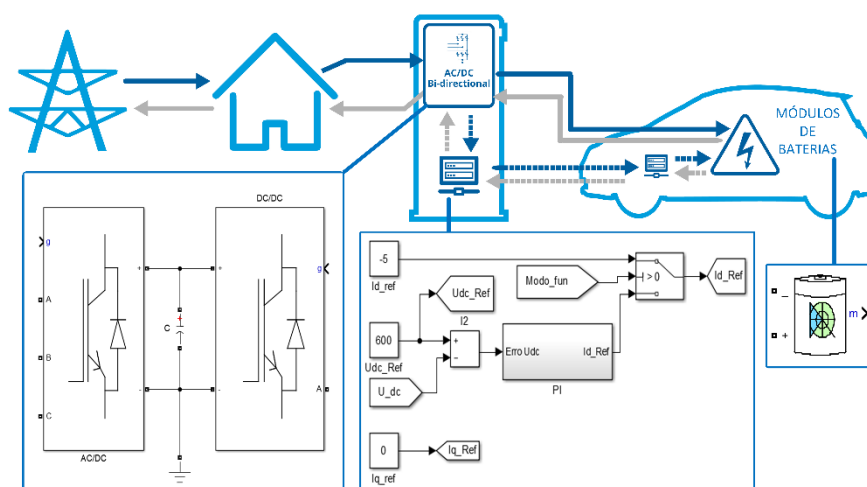 AC/DC
Bi-directional
MÓDULOS
DE
BATERIAS
DC/DC
g
+
+
g
A
C
+
B
-
-
A
C
AC/DC
-5
Id_ref
Modo_fun
> 0
Id_Ref
Udc_Ref
I2
600
Udc_Ref
+
−
Erro Udc
Id_Ref
PI
U_dc
0
Iq_ref
Iq_Ref
−
+
m